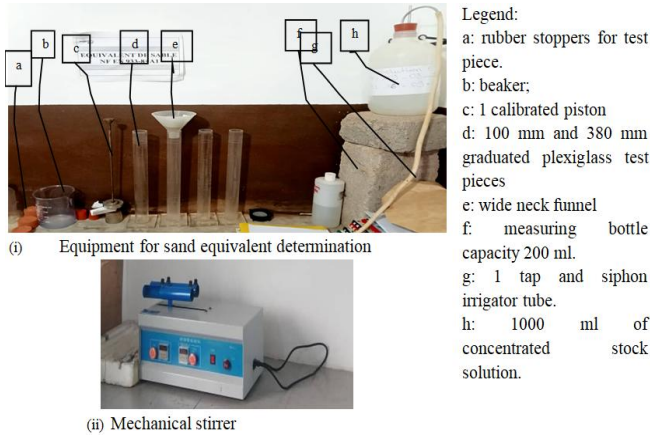 a
b
c
d
e
f
g
h
EQUIVALENT DE SABLE
(i) Equipment for sand equivalent determination
(ii) Mechanical stirrer
Legend:
a: rubber stoppers for test
piece.
b: beaker;
c: 1 calibrated piston
d: 100 mm and 380 mm
graduated plexiglass test
pieces
e: wide neck funnel
f: measuring bottle
capacity 200 ml.
g: 1 tap and siphon
irrigator tube.
h: 1000 ml of
concentrated stock
solution.